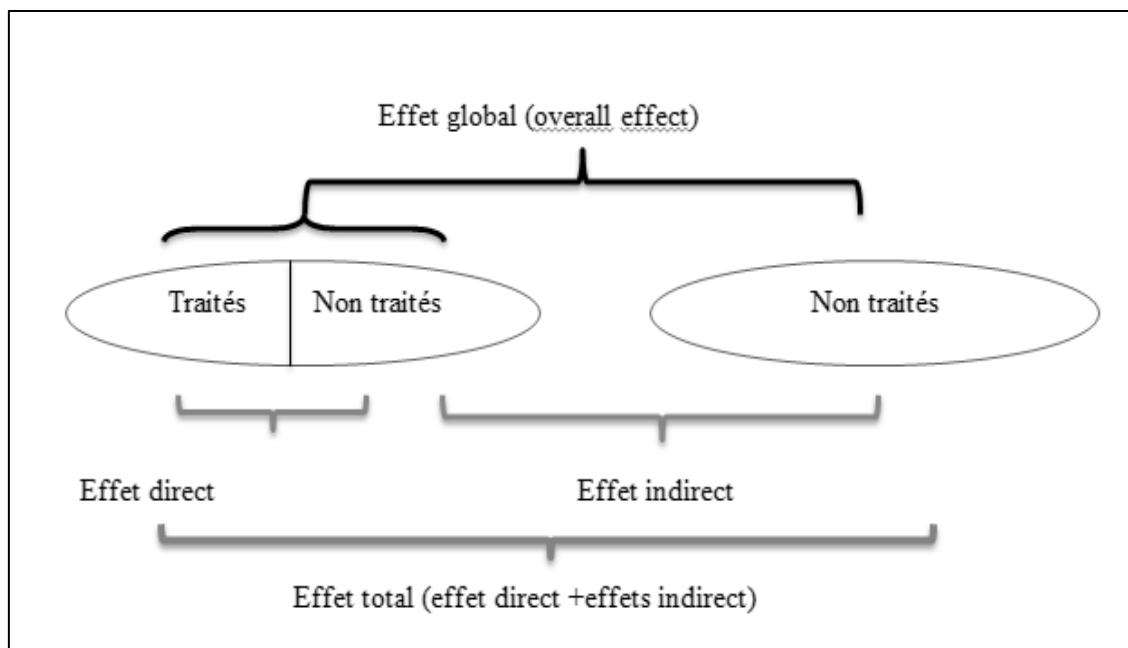 Effet global (overall effect)
Traités
Non traités
Non traités
Effet direct
Effet indirect
Effet total (effet direct +effets indirect)